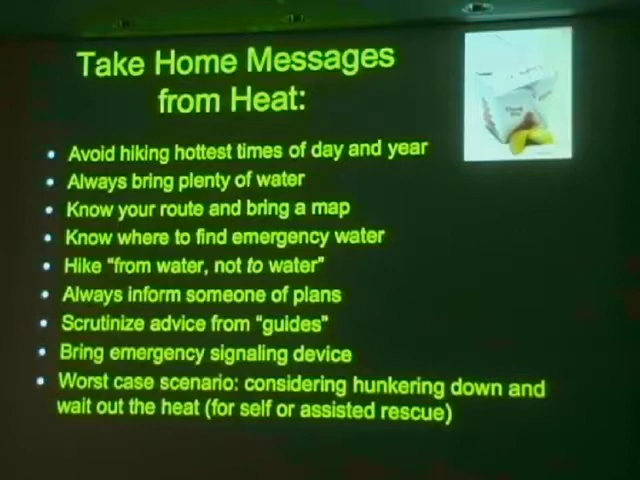 Take Home Messages
from Heat:
• Avoid hiking hottest times of day and year
• Always bring plenty of water
• Know your route and bring a map
• Know where to find emergency water
• Hike “from water, not to water”
• Always inform someone of plans
• Scrutinize advice from “guides”
• Bring emergency signaling device
• Worst case scenario: considering hunkering down and
wait out the heat (for self or assisted rescue)